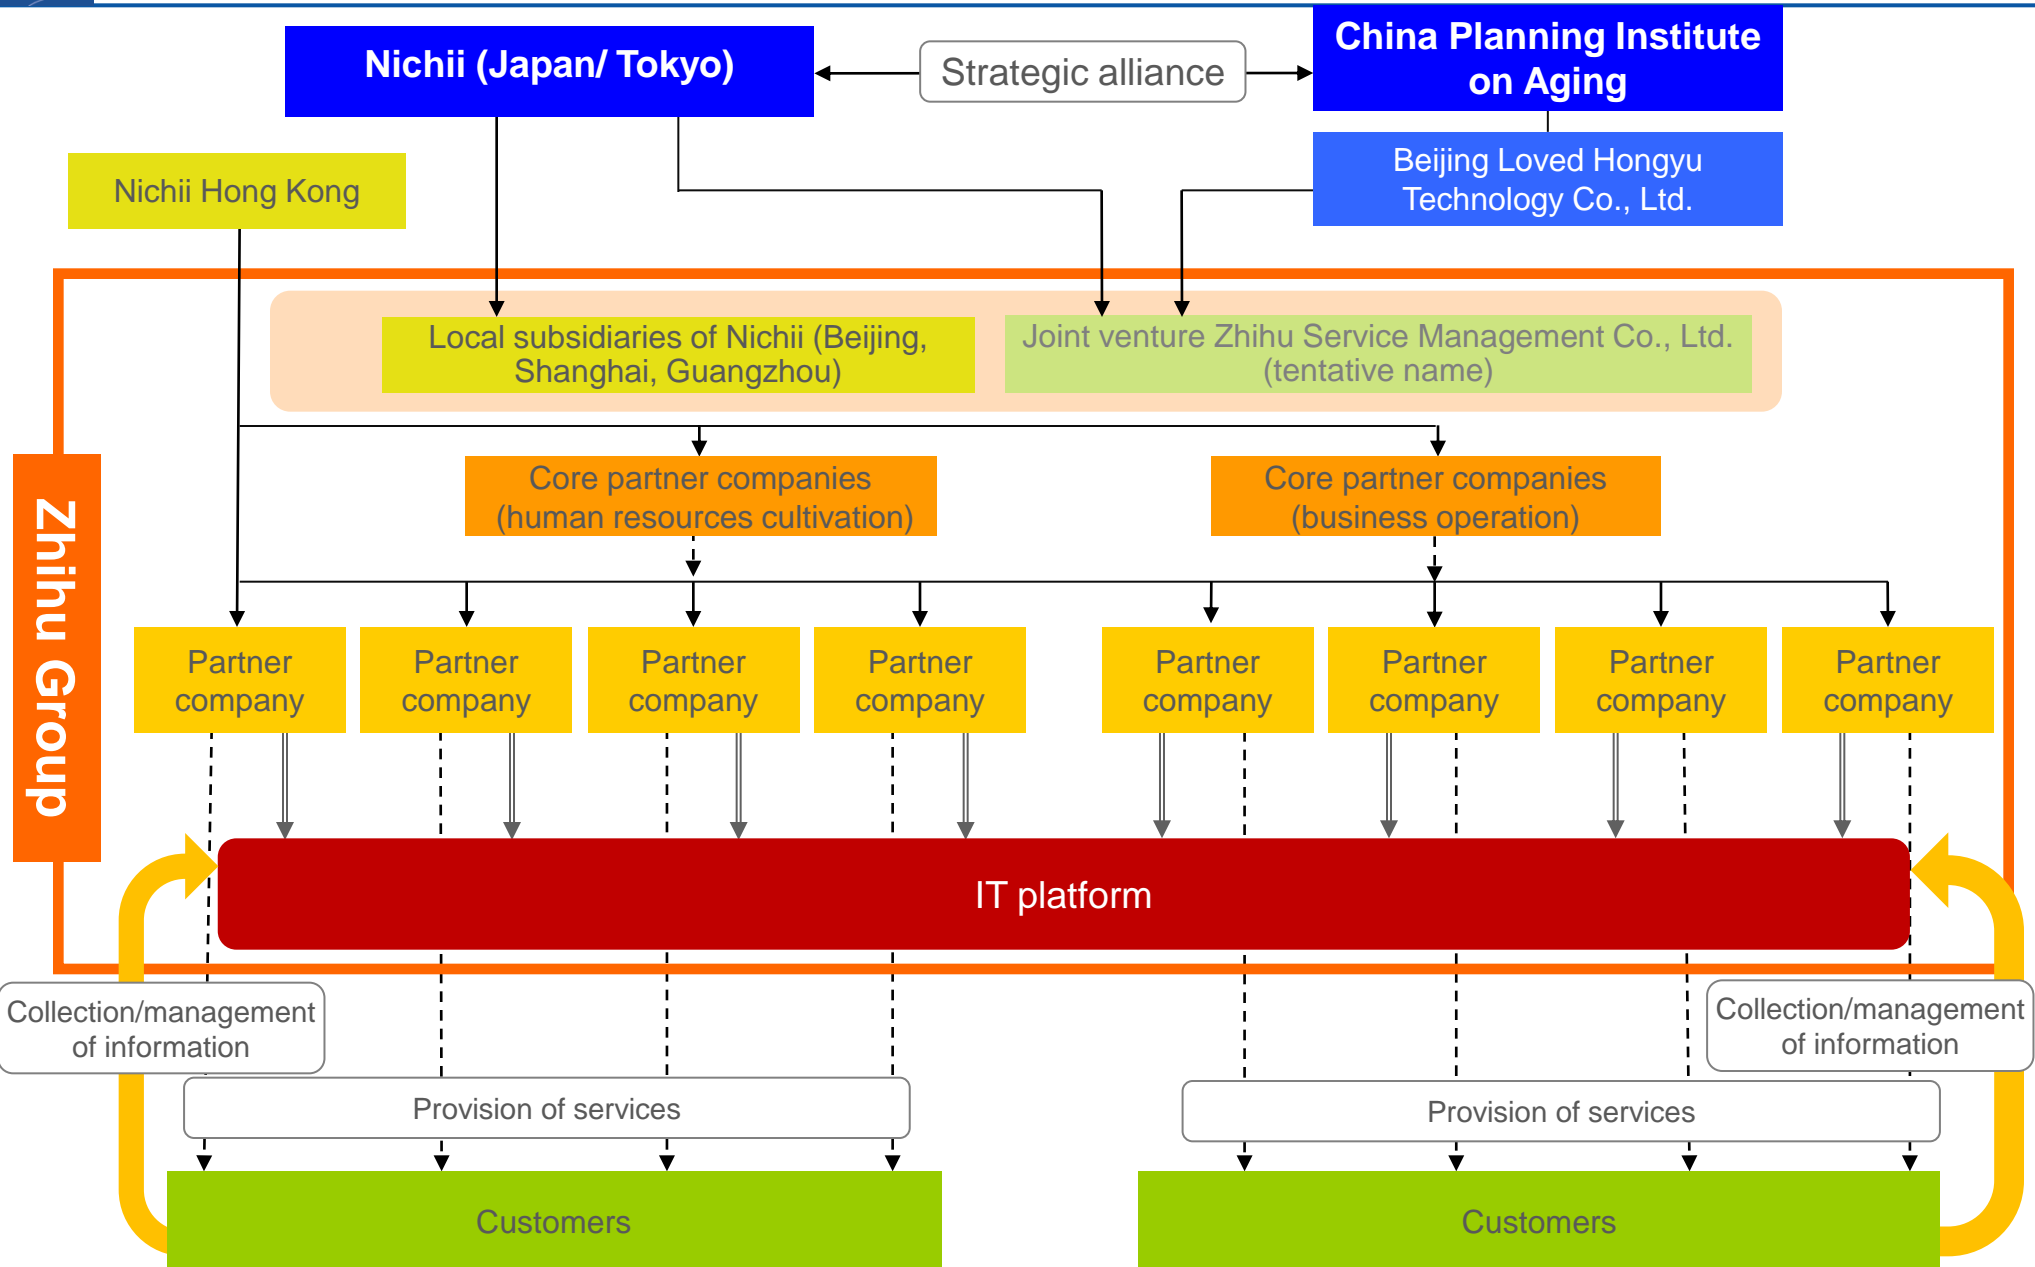 Nichii (Japan/ Tokyo)
Strategic alliance
China Planning Institute
on Aging
Nichii Hong Kong
Beijing Loved Hongyu
Technology Co., Ltd.
Local subsidiaries of Nichii (Beijing,
Shanghai, Guangzhou)
Joint venture Zhihu Service Management Co., Ltd.
(tentative name)
Core partner companies
(human resources cultivation)
Core partner companies
(business operation)
Zhihu Group
Partner
company
Partner
company
Partner
company
Partner
company
Partner
company
Partner
company
Partner
company
Partner
company
IT platform
Collection/management
of information
Collection/management
of information
Provision of services
Provision of services
Customers
Customers